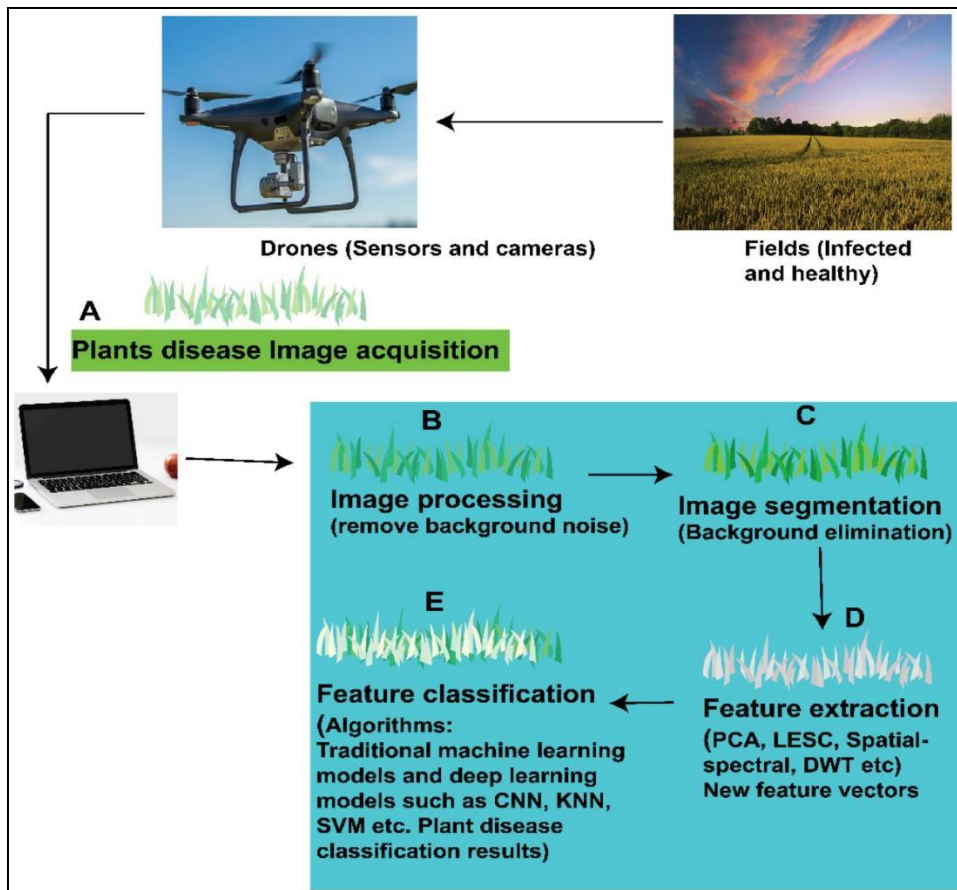 Drones (Sensors and cameras)
Fields (Infected
and healthy)
A
Plants disease Image acquisition
B
Image processing
(remove background noise)
C
Image segmentation
(Background elimination)
D
Feature extraction
(PCA, LESC, Spatial-
spectral, DWT etc)
New feature vectors
E
Feature classification
(Algorithms:
Traditional machine learning
models and deep learning
models such as CNN, KNN,
SVM etc. Plant disease
classification results)